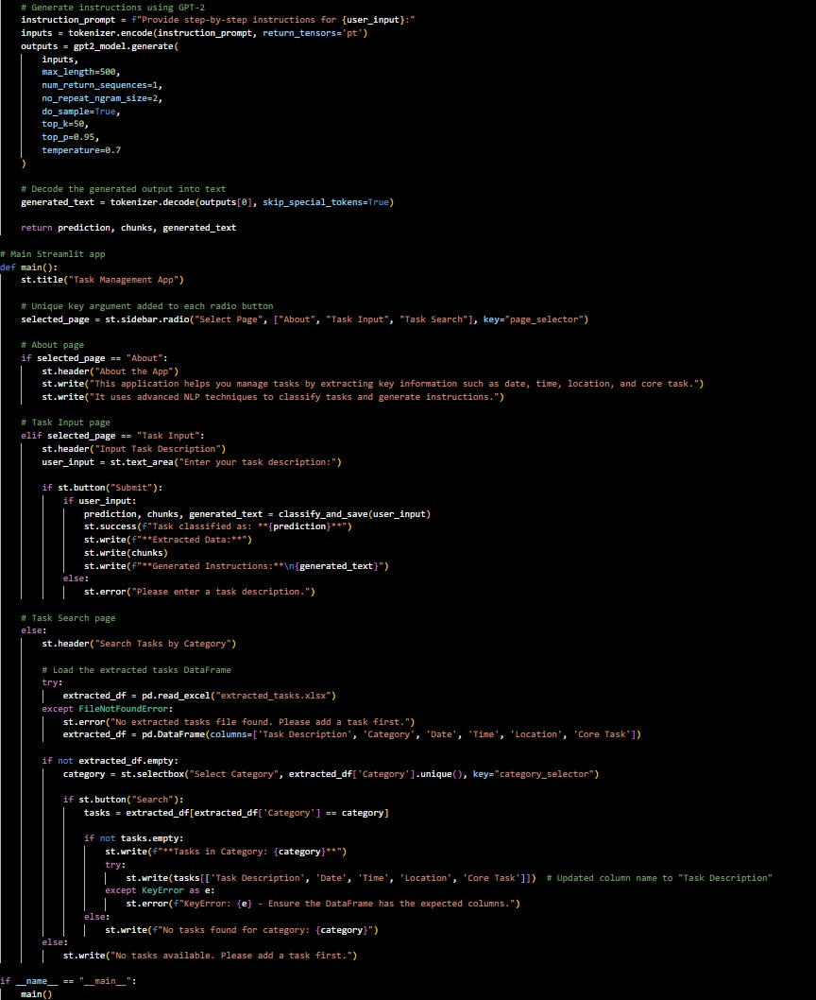 # Generate instructions using GPT-2
instruction_prompt = f"Provide step-by-step instructions for {user_input}:"
inputs = tokenizer.encode(instruction_prompt, return_tensors='pt')
outputs = gpt2_model.generate(
inputs,
max_length=500,
num_return_sequences=1,
no_repeat_ngram_size=2,
do_sample=True,
top_k=50,
top_p=0.95,
temperature=0.7
)
# Decode the generated output into text
generated_text = tokenizer.decode(outputs[0], skip_special_tokens=True)
return prediction, chunks, generated_text
# Main Streamlit app
def main():
st.title("Task Management App")
# Unique key argument added to each radio button
selected_page = st.sidebar.radio("Select Page", ["About", "Task Input", "Task Search"], key="page_selector")
# About page
if selected_page == "About":
st.header("About the App")
st.write("This application helps you manage tasks by extracting key information such as date, time, location, and core task.")
st.write("It uses advanced NLP techniques to classify tasks and generate instructions.")
# Task Input page
elif selected_page == "Task Input":
st.header("Input Task Description")
user_input = st.text_area("Enter your task description:")
if st.button("Submit"):
if user_input:
prediction, chunks, generated_text = classify_and_save(user_input)
st.success(f"Task classified as: **{prediction}**")
st.write(f"**Extracted Data:**")
st.write(chunks)
st.write(f"**Generated Instructions:**\n{generated_text}")
else:
st.error("Please enter a task description.")
# Task Search page
else:
st.header("Search Tasks by Category")
# Load the extracted tasks DataFrame
try:
extracted_df = pd.read_excel("extracted_tasks.xlsx")
except FileNotFoundError:
st.error("No extracted tasks file found. Please add a task first.")
extracted_df = pd.DataFrame(columns=['Task Description', 'Category', 'Date', 'Time', 'Location', 'Core Task'])
if not extracted_df.empty:
category = st.selectbox("Select Category", extracted_df['Category'].unique(), key="category_selector")
if st.button("Search"):
tasks = extracted_df[extracted_df['Category'] == category]
if not tasks.empty:
st.write(f"**Tasks in Category: {category}**")
try:
st.write(tasks[['Task Description', 'Date', 'Time', 'Location', 'Core Task']])  # Updated column name to "Task Description"
except KeyError as e:
st.error(f"KeyError: {e} - Ensure the DataFrame has the expected columns.")
else:
st.write(f"No tasks found for category: {category}")
else:
st.write("No tasks available. Please add a task first.")
if __name__ == "__main__":
main()